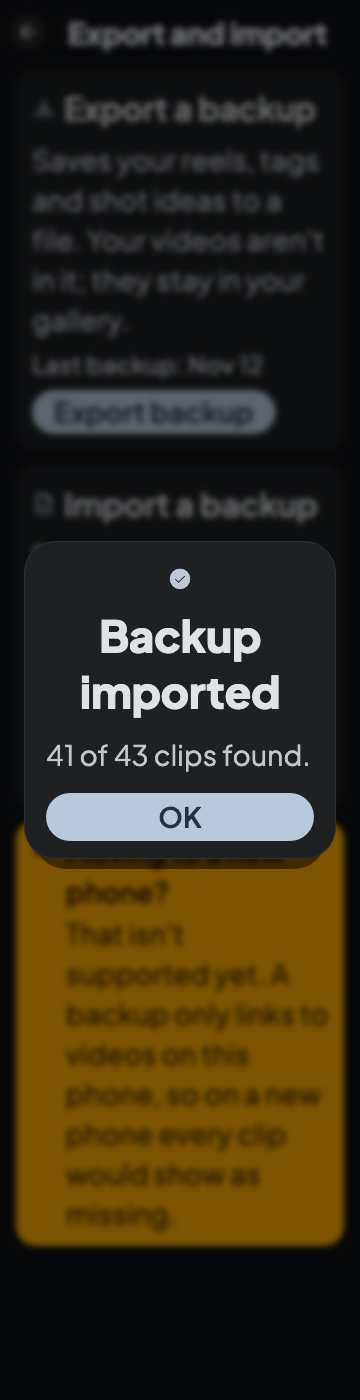 Export and import
Export a backup
Saves your reels, tags
and shot ideas to a
file. Your videos aren't
in it; they stay in your
gallery.
Last backup: Nov 12
Export backup
Import a backup
Backup
imported
41 of 43 clips found.
OK
phone?
That isn't
supported yet. A
backup only links to
videos on this
phone, so on a new
phone every clip
would show as
missing.